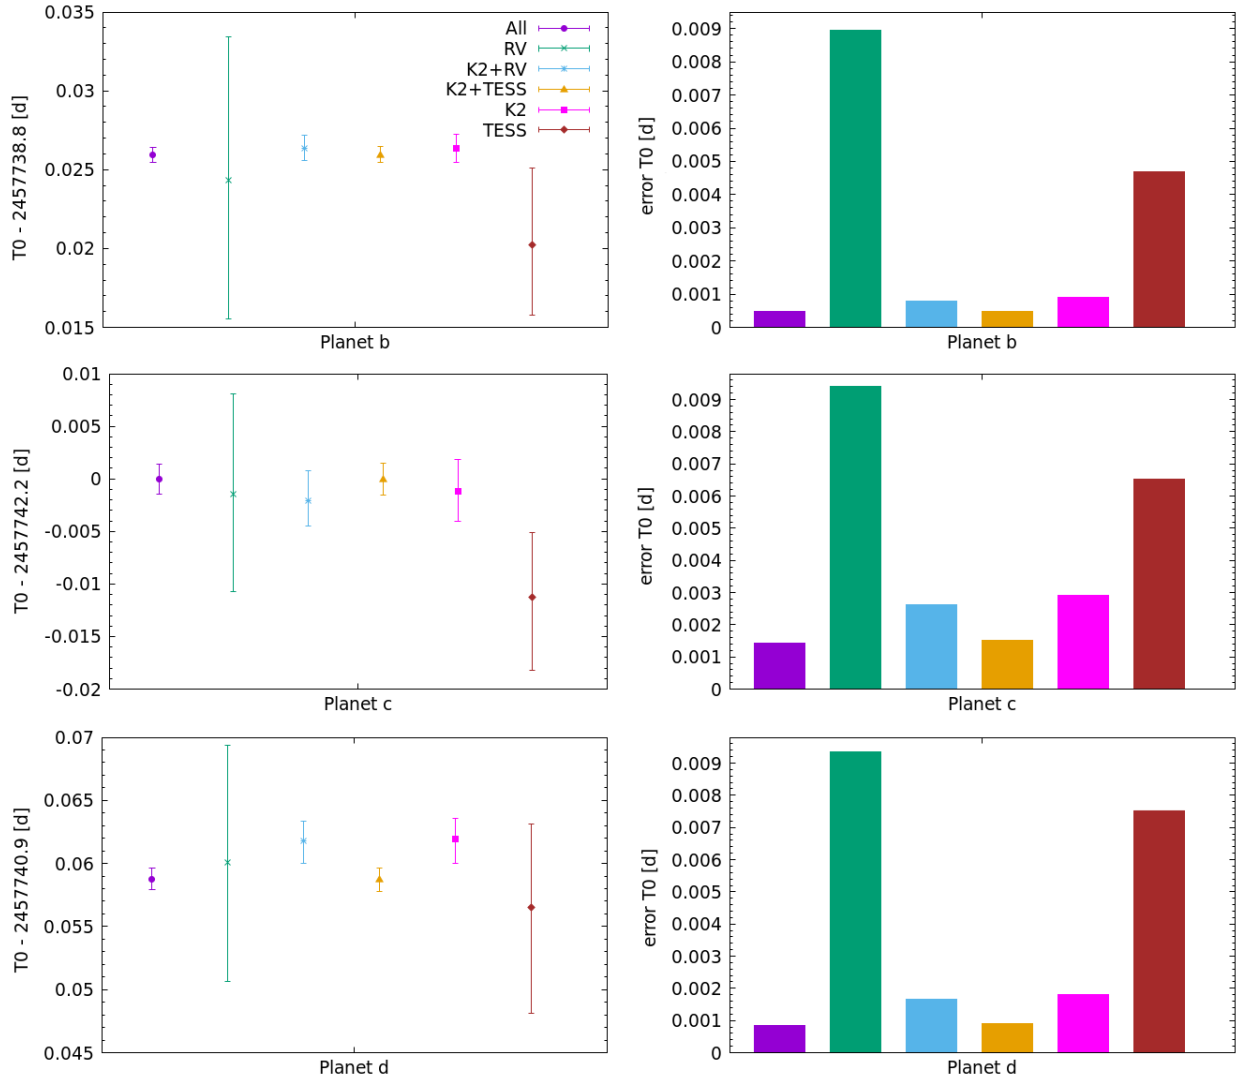 T0 - 2457738.8 [d]
0.035
0.03
0.025
0.02
0.015
All
RV
K2+RV
K2+TESS
K2
TESS
Planet b
error T0 [d]
0.009
0.008
0.007
0.006
0.005
0.004
0.003
0.002
0.001
0
Planet b
T0 - 2457742.2 [d]
0.01
0.005
0
-0.005
-0.01
-0.015
-0.02
Planet c
error T0 [d]
0.009
0.008
0.007
0.006
0.005
0.004
0.003
0.002
0.001
0
Planet c
T0 - 2457740.9 [d]
0.07
0.065
0.06
0.055
0.05
0.045
Planet d
error T0 [d]
0.009
0.008
0.007
0.006
0.005
0.004
0.003
0.002
0.001
0
Planet d